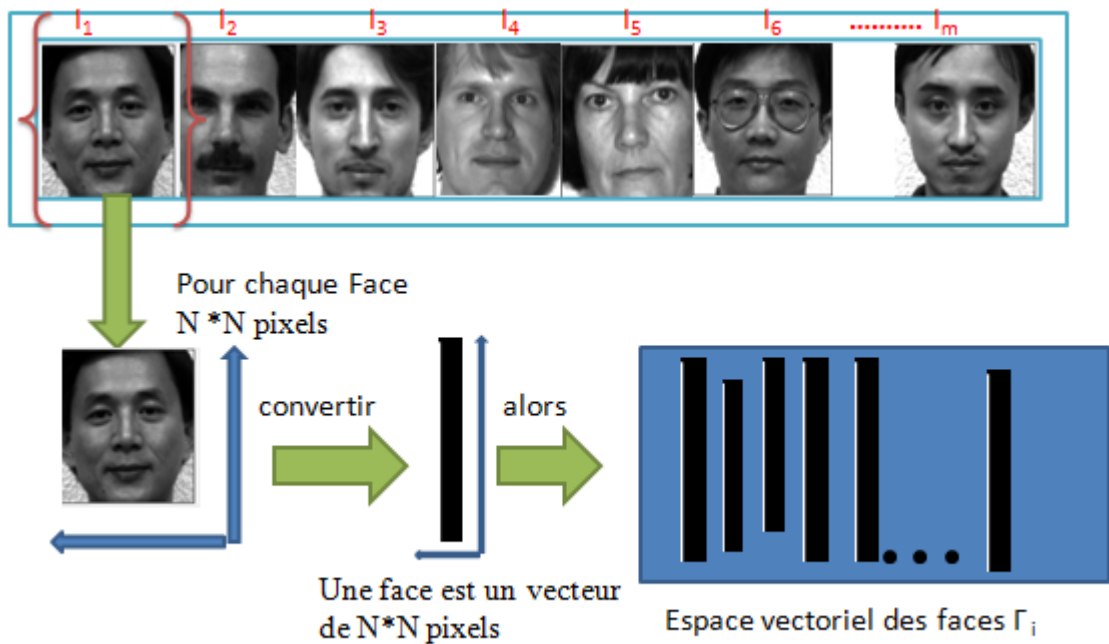 I₁ I₂ I₃ I₄ I₅ I₆ .......... Iₘ
Pour chaque Face
N *N pixels
convertir
alors
Une face est un vecteur
de N*N pixels
Espace vectoriel des faces Γᵢ